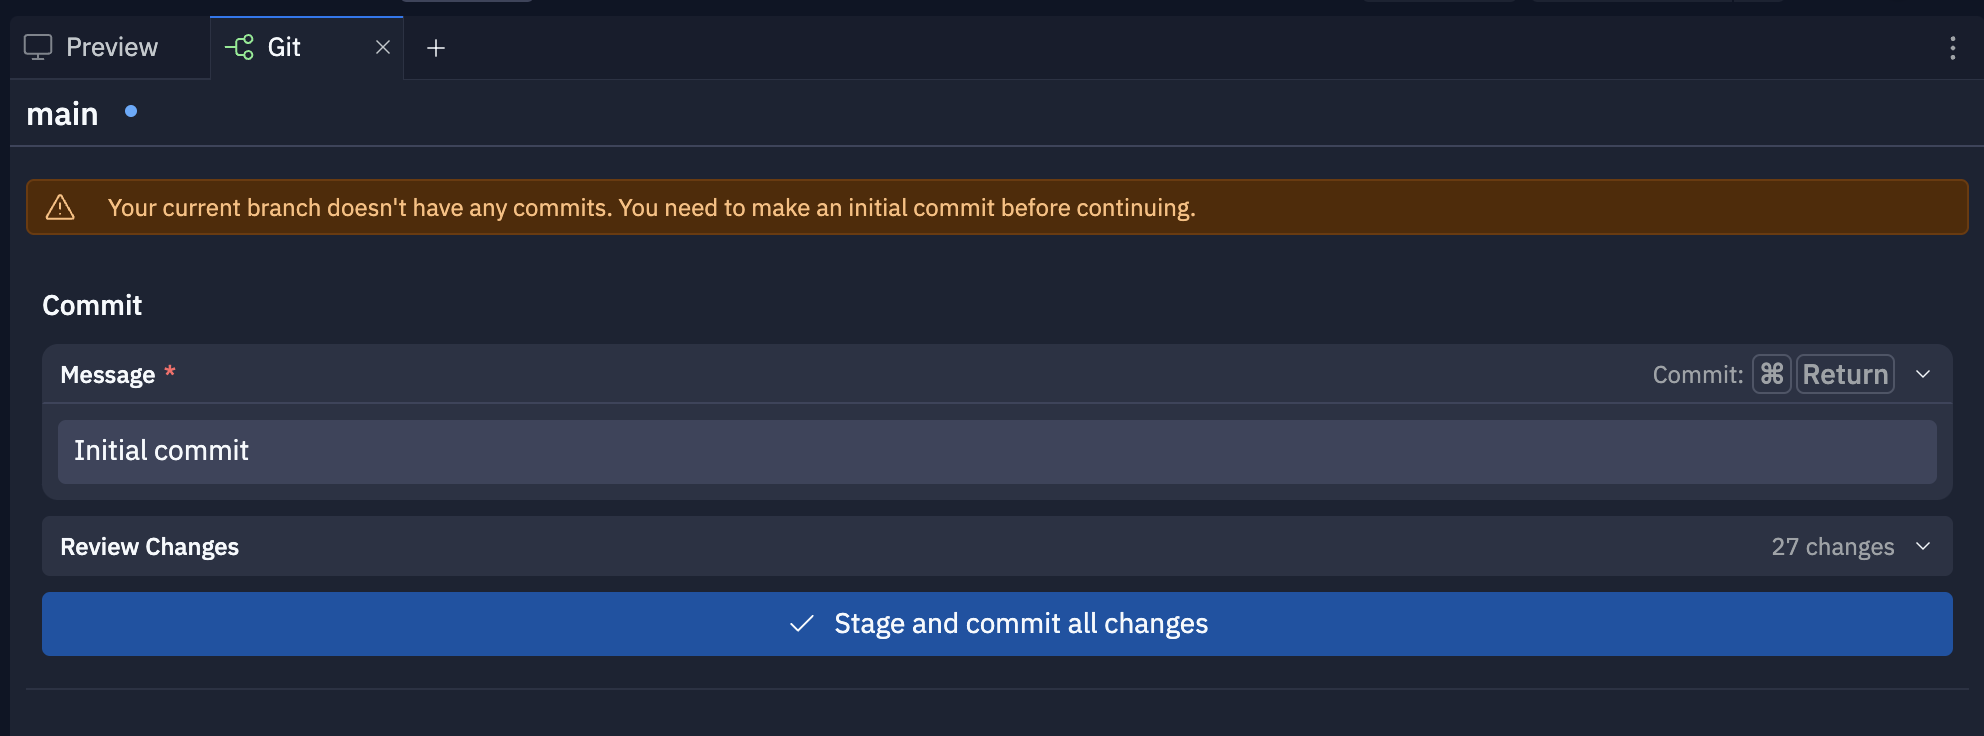 Preview
Git
main
Your current branch doesn't have any commits. You need to make an initial commit before continuing.
Commit
Message *
Commit: ⌘ Return
Initial commit
Review Changes
27 changes
Stage and commit all changes